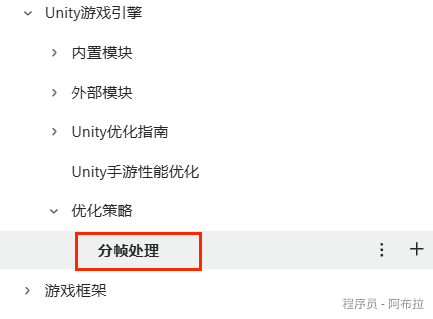 Unity游戏引擎
内置模块
外部模块
Unity优化指南
Unity手游性能优化
优化策略
分帧处理
游戏框架
程序员 - 阿布拉